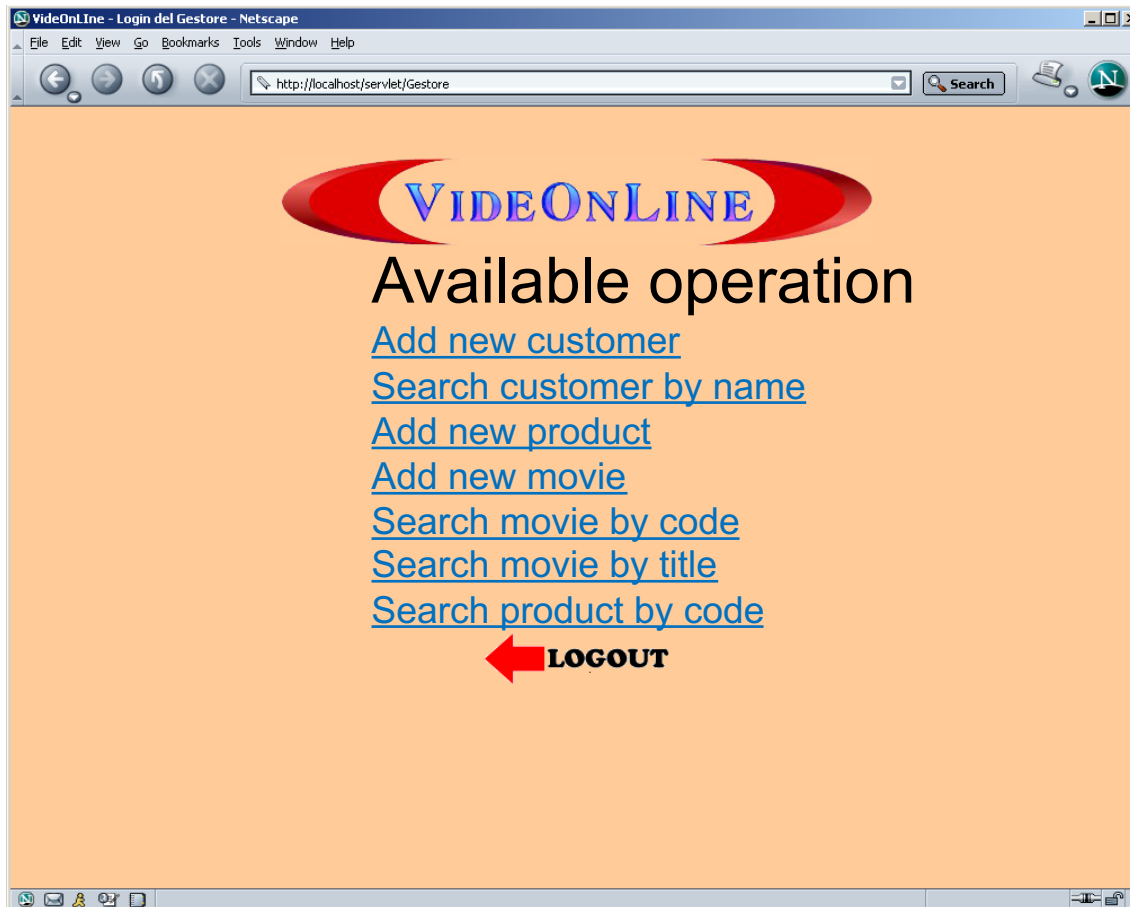 VideOnLIne - Login del Gestore - Netscape
File Edit View Go Bookmarks Tools Window Help
http://localhost/servlet/Gestore
Search
N
VIDEONLINE
Available operation
Add new customer
Search customer by name
Add new product
Add new movie
Search movie by code
Search movie by title
Search product by code
LOGOUT